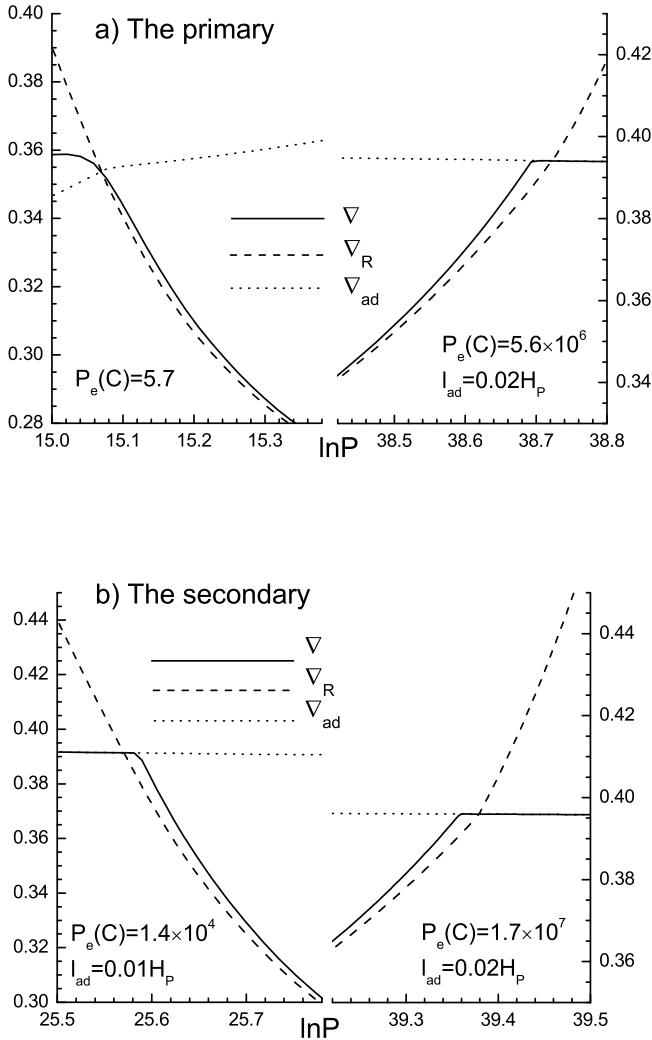 a) The primary
0.40
0.38
0.36
0.34
0.32
0.30
0.28
0.42
0.40
0.38
0.36
0.34
∇
∇R
∇ad
Pe(C)=5.7
Pe(C)=5.6×10^6
lad=0.02HP
15.0 15.1 15.2 15.3
38.5 38.6 38.7 38.8
lnP
b) The secondary
0.44
0.42
0.40
0.38
0.36
0.34
0.32
0.30
0.44
0.42
0.40
0.38
0.36
∇
∇R
∇ad
Pe(C)=1.4×10^4
lad=0.01HP
Pe(C)=1.7×10^7
lad=0.02HP
25.5 25.6 25.7
39.3 39.4 39.5
lnP